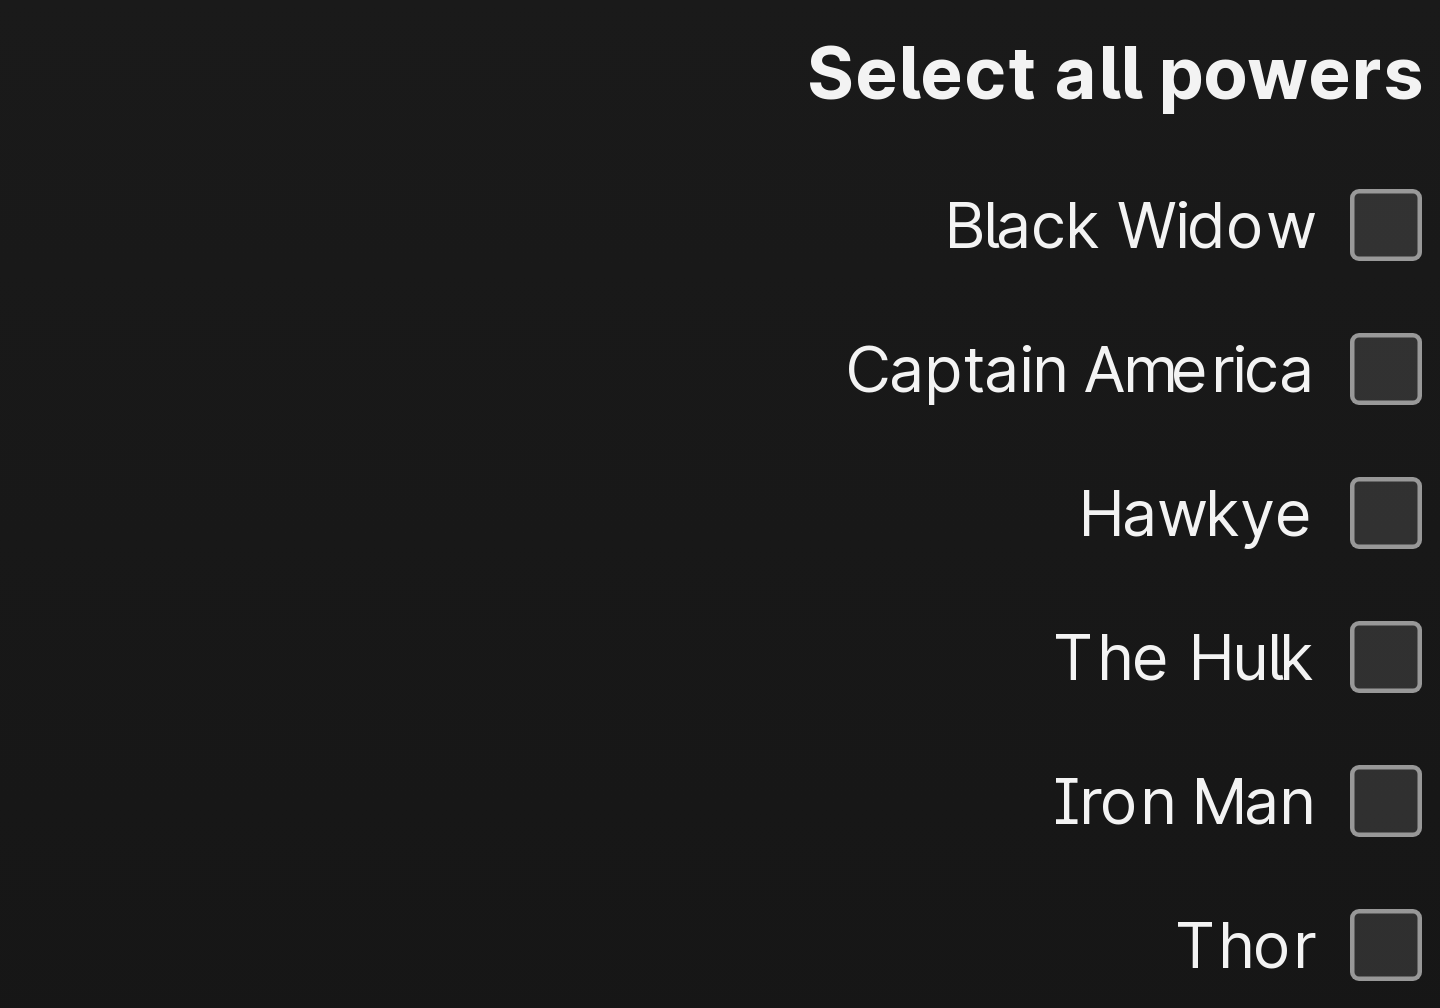 Select all powers
Black Widow
Captain America
Hawkye
The Hulk
Iron Man
Thor